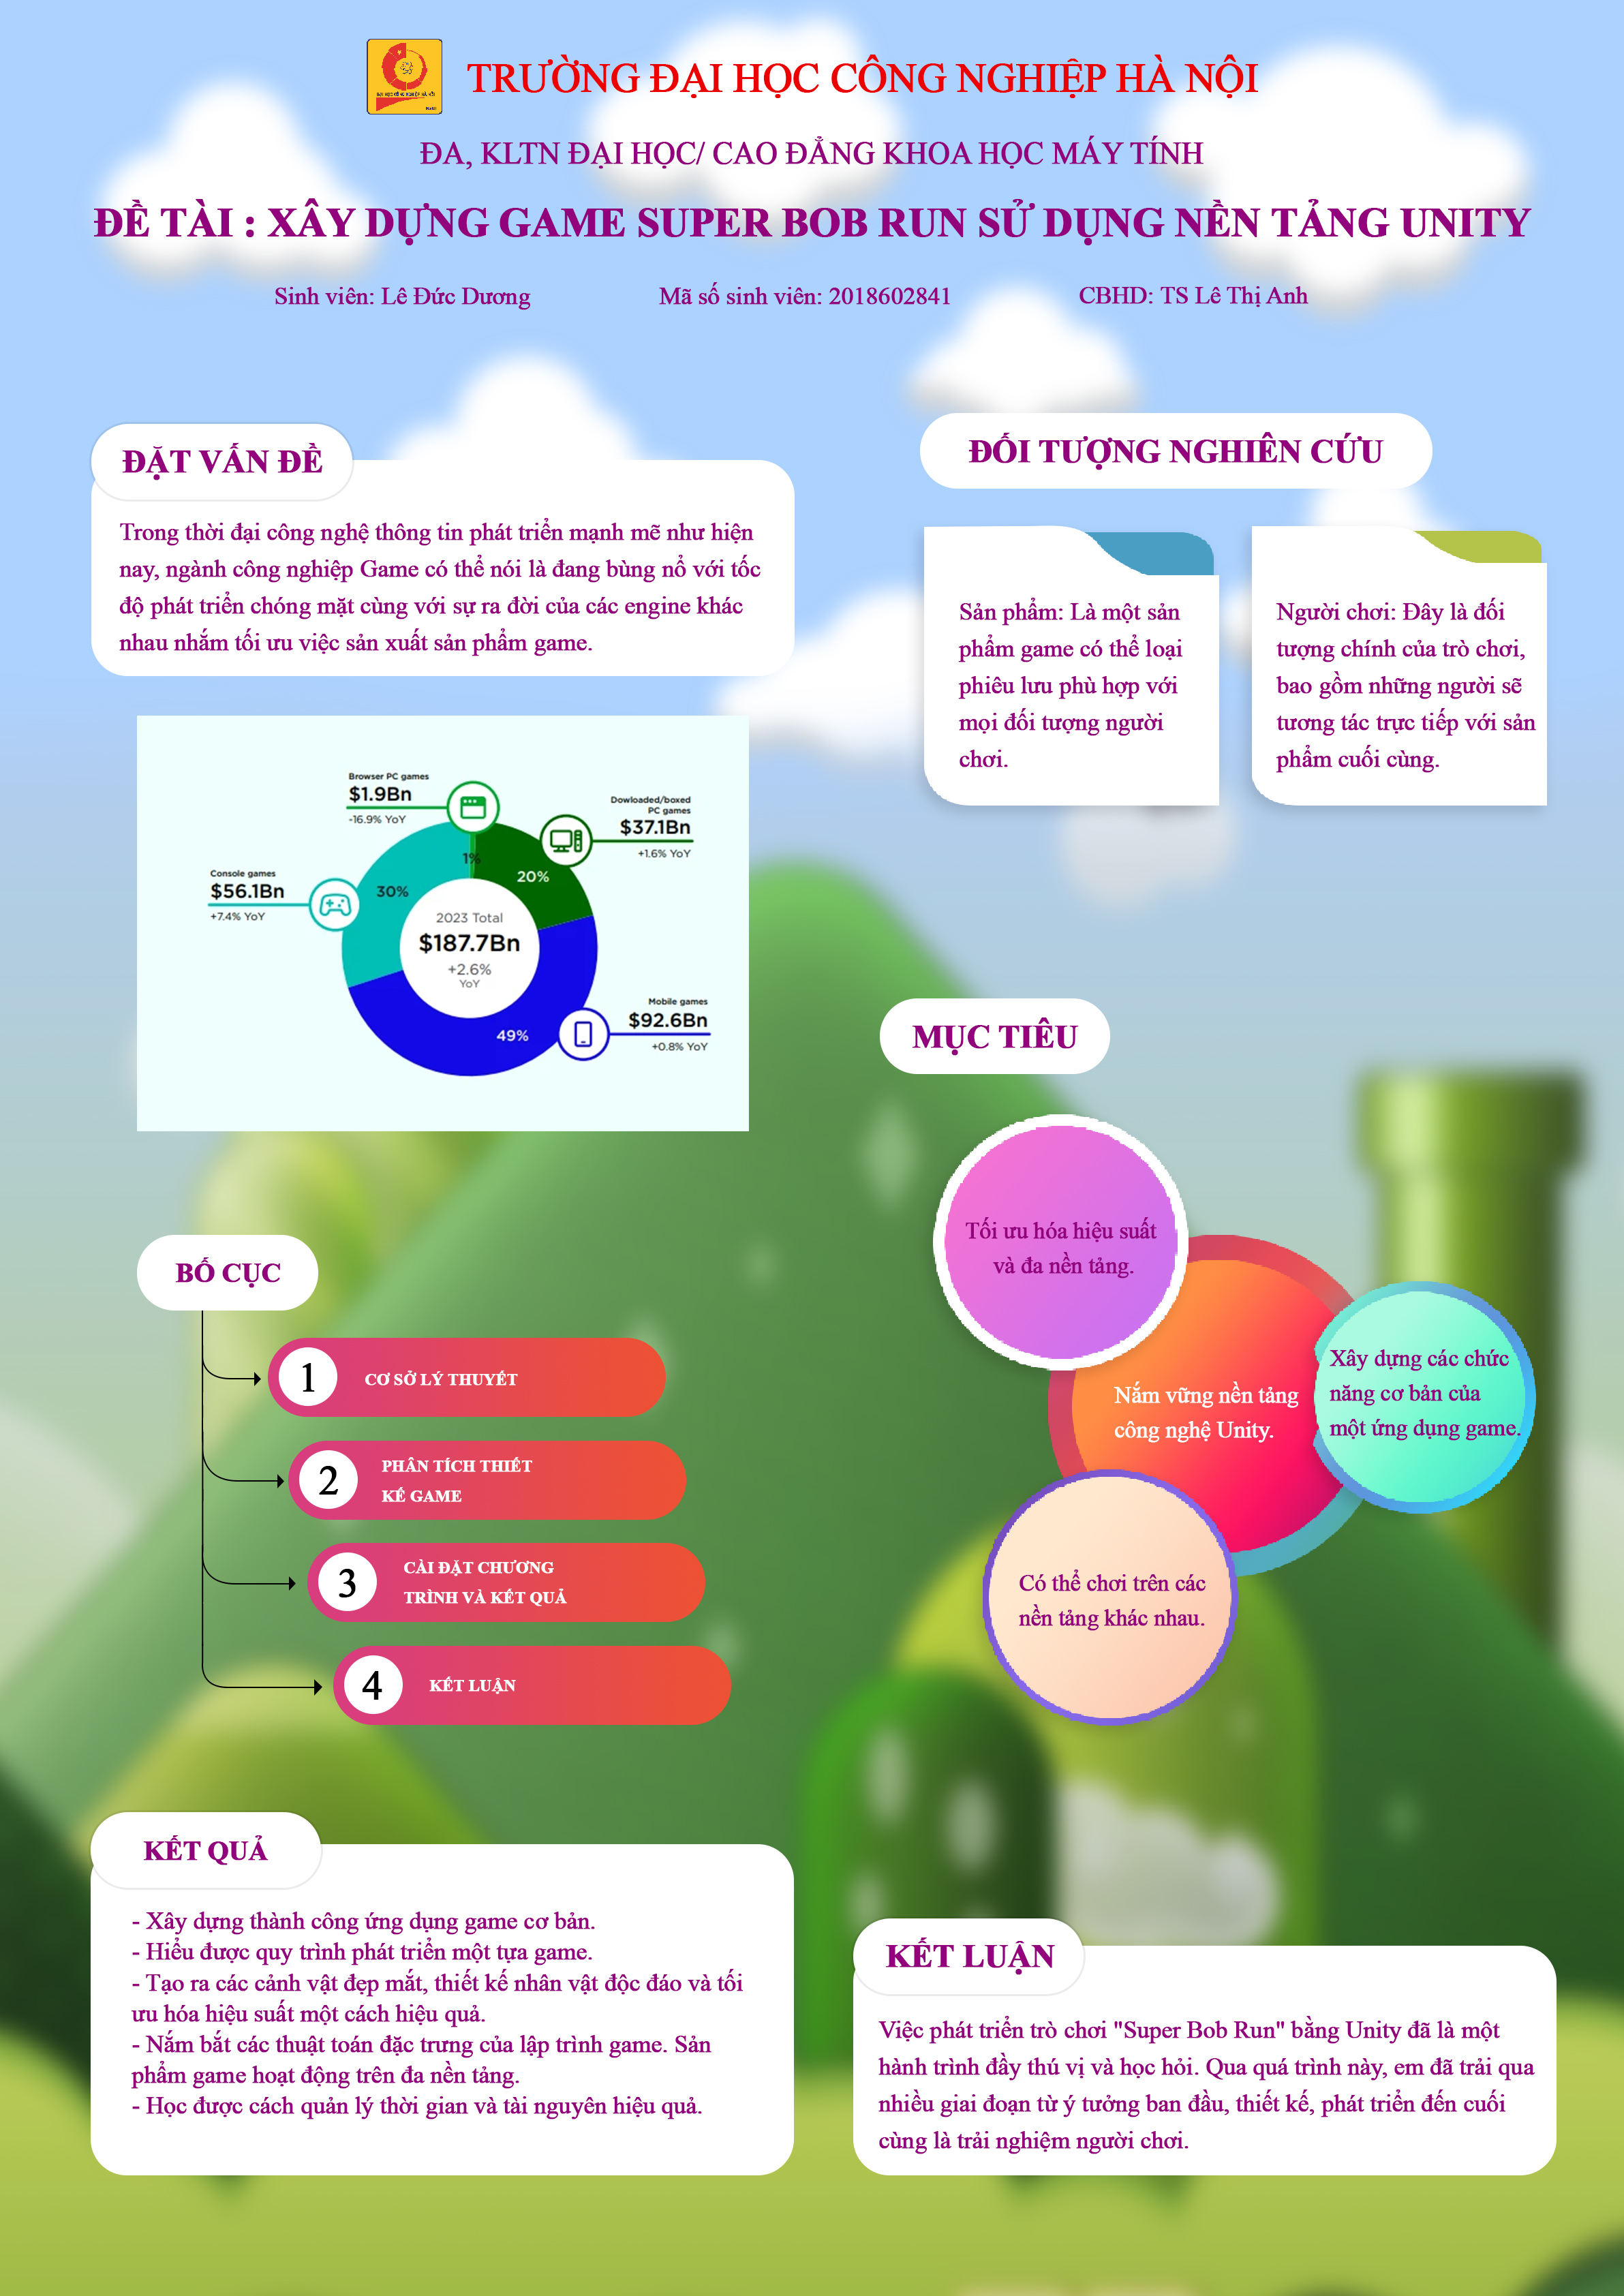 TRƯỜNG ĐẠI HỌC CÔNG NGHIỆP HÀ NỘI
ĐA, KLTN ĐẠI HỌC/ CAO ĐẲNG KHOA HỌC MÁY TÍNH
ĐỀ TÀI : XÂY DỰNG GAME SUPER BOB RUN SỬ DỤNG NỀN TẢNG UNITY
Sinh viên: Lê Đức Dương
Mã số sinh viên: 2018602841
CBHD: TS Lê Thị Anh
ĐẶT VẤN ĐỀ
Trong thời đại công nghệ thông tin phát triển mạnh mẽ như hiện
nay, ngành công nghiệp Game có thể nói là đang bùng nổ với tốc
độ phát triển chóng mặt cùng với sự ra đời của các engine khác
nhau nhắm tối ưu việc sản xuất sản phẩm game.
Browser PC games
$1.9Bn
-16.9% YoY
Dowloaded/boxed
PC games
$37.1Bn
+1.6% YoY
Console games
$56.1Bn
+7.4% YoY
1%
20%
30%
49%
2023 Total
$187.7Bn
+2.6%
YoY
Mobile games
$92.6Bn
+0.8% YoY
ĐỐI TƯỢNG NGHIÊN CỨU
Sản phẩm: Là một sản
phẩm game có thể loại
phiêu lưu phù hợp với
mọi đối tượng người
chơi.
Người chơi: Đây là đối
tượng chính của trò chơi,
bao gồm những người sẽ
tương tác trực tiếp với sản
phẩm cuối cùng.
MỤC TIÊU
Tối ưu hóa hiệu suất
và đa nền tảng.
Nắm vững nền tảng
công nghệ Unity.
Xây dựng các chức
năng cơ bản của
một ứng dụng game.
Có thể chơi trên các
nền tảng khác nhau.
BỐ CỤC
1
CƠ SỞ LÝ THUYẾT
2
PHÂN TÍCH THIẾT
KẾ GAME
3
CÀI ĐẶT CHƯƠNG
TRÌNH VÀ KẾT QUẢ
4
KẾT LUẬN
KẾT QUẢ
- Xây dựng thành công ứng dụng game cơ bản.
- Hiểu được quy trình phát triển một tựa game.
- Tạo ra các cảnh vật đẹp mắt, thiết kế nhân vật độc đáo và tối
ưu hóa hiệu suất một cách hiệu quả.
- Nắm bắt các thuật toán đặc trưng của lập trình game. Sản
phẩm game hoạt động trên đa nền tảng.
- Học được cách quản lý thời gian và tài nguyên hiệu quả.
KẾT LUẬN
Việc phát triển trò chơi "Super Bob Run" bằng Unity đã là một
hành trình đầy thú vị và học hỏi. Qua quá trình này, em đã trải qua
nhiều giai đoạn từ ý tưởng ban đầu, thiết kế, phát triển đến cuối
cùng là trải nghiệm người chơi.